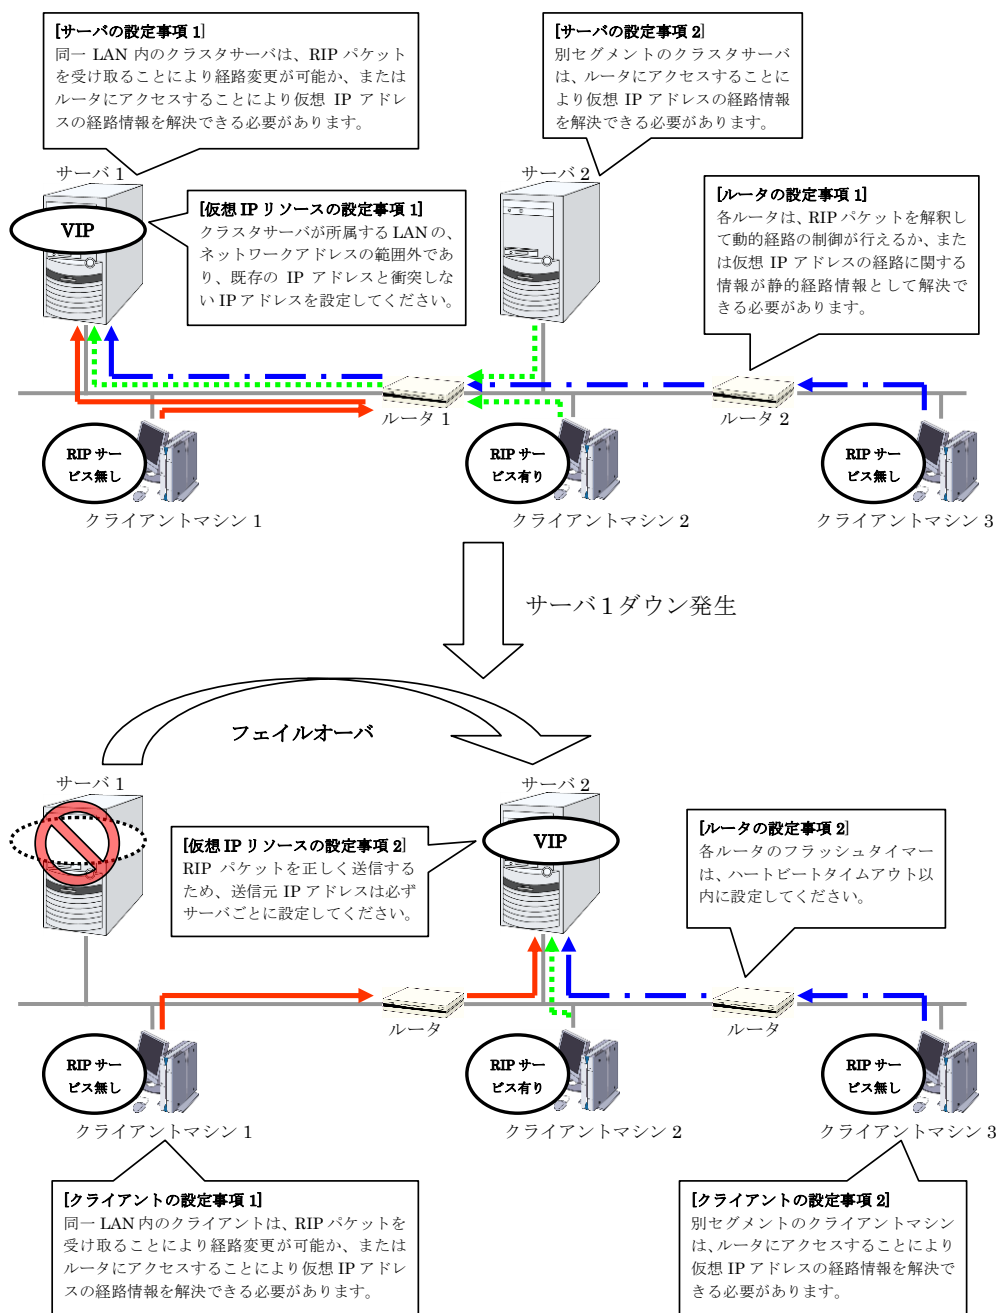 [サーバの設定事項 1]
同一 LAN 内のクラスタサーバは、RIP パケット
を受け取ることにより経路変更が可能か、または
ルータにアクセスすることにより仮想 IP アドレ
スの経路情報を解決できる必要があります。
[サーバの設定事項 2]
別セグメントのクラスタサーバ
は、ルータにアクセスすることに
より仮想 IP アドレスの経路情報
を解決できる必要があります。
サーバ 1
サーバ 2
VIP
[仮想 IP リソースの設定事項 1]
クラスタサーバが所属する LAN の、
ネットワークアドレスの範囲外であ
り、既存の IP アドレスと衝突しな
い IP アドレスを設定してください。
[ルータの設定事項 1]
各ルータは、RIP パケットを解釈し
て動的経路の制御が行えるか、また
は仮想 IP アドレスの経路に関する
情報が静的経路情報として解決で
きる必要があります。
ルータ 1
ルータ 2
RIP サー
ビス無し
RIP サー
ビス有り
RIP サー
ビス無し
クライアントマシン 1
クライアントマシン 2
クライアントマシン 3
サーバ1ダウン発生
フェイルオーバ
サーバ 1
サーバ 2
VIP
[仮想 IP リソースの設定事項 2]
RIP パケットを正しく送信する
ため、送信元 IP アドレスは必ず
サーバごとに設定してください。
[ルータの設定事項 2]
各ルータのフラッシュタイマー
は、ハートビートタイムアウト以
内に設定してください。
ルータ
ルータ
RIP サー
ビス無し
RIP サー
ビス有り
RIP サー
ビス無し
クライアントマシン 1
クライアントマシン 2
クライアントマシン 3
[クライアントの設定事項 1]
同一 LAN 内のクライアントは、RIP パケットを
受け取ることにより経路変更が可能か、または
ルータにアクセスすることにより仮想 IP アドレ
スの経路情報を解決できる必要があります。
[クライアントの設定事項 2]
別セグメントのクライアントマシン
は、ルータにアクセスすることにより
仮想 IP アドレスの経路情報を解決で
きる必要があります。